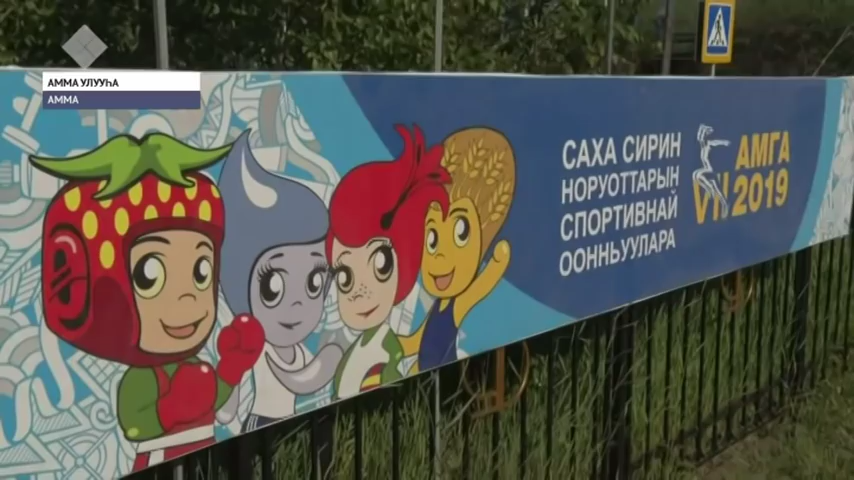 АММА УЛУУҺА
АММА
САХА СИРИН
НОРУОТТАРЫН
СПОРТИВНАЙ
ООННЬУУЛАРА
VII
АМГА
2019